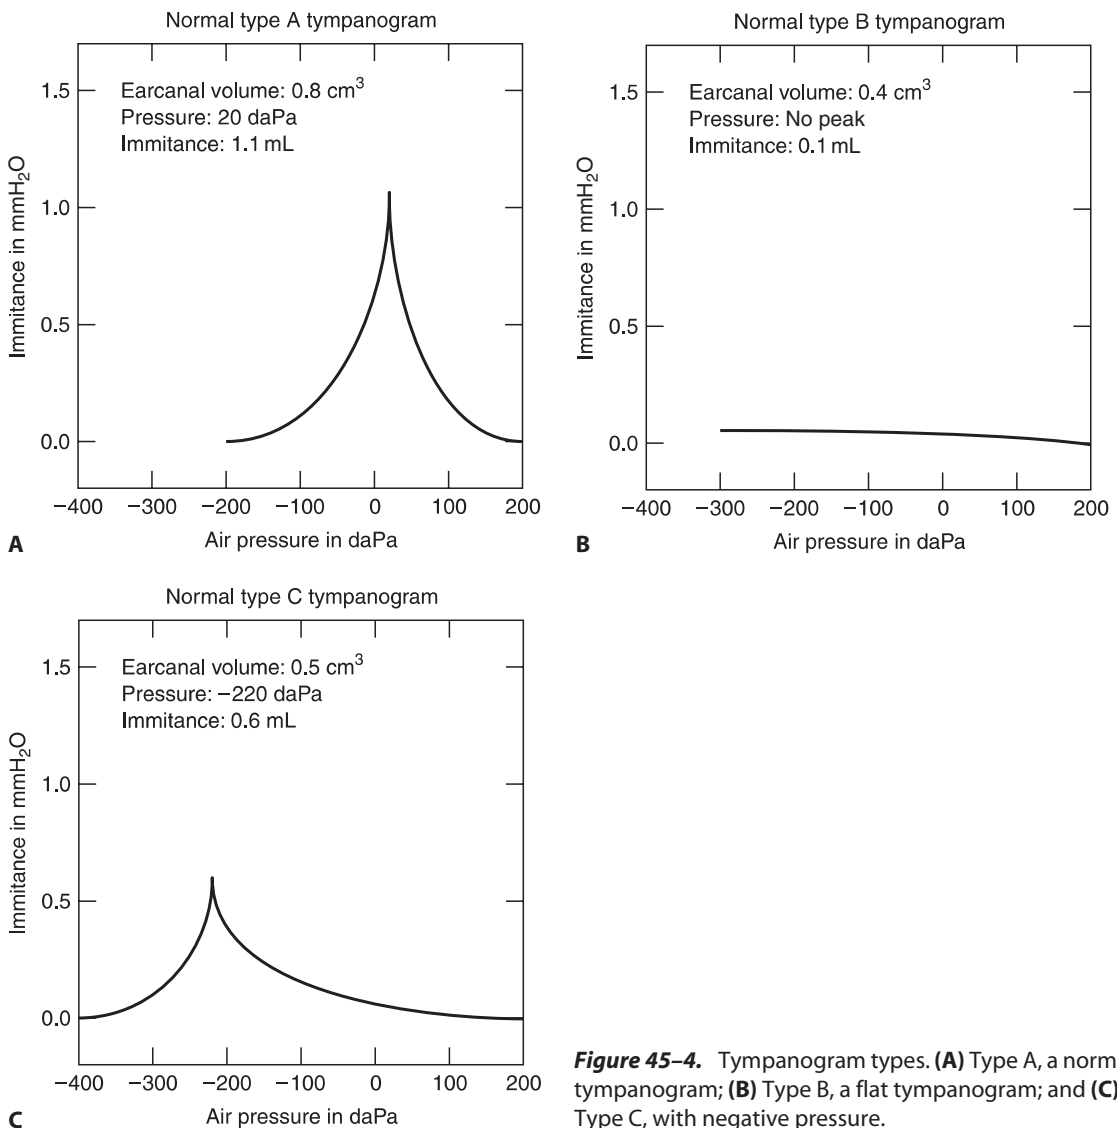 Normal type A tympanogram
Earcanal volume: 0.8 cm³
Pressure: 20 daPa
Immitance: 1.1 mL
Immitance in mmH₂O
1.5
1.0
0.5
0.0
−400 −300 −200 −100 0 100 200
Air pressure in daPa
A
Normal type B tympanogram
Earcanal volume: 0.4 cm³
Pressure: No peak
Immitance: 0.1 mL
Immitance in mmH₂O
1.5
1.0
0.5
0.0
−400 −300 −200 −100 0 100 200
Air pressure in daPa
B
Normal type C tympanogram
Earcanal volume: 0.5 cm³
Pressure: −220 daPa
Immitance: 0.6 mL
Immitance in mmH₂O
1.5
1.0
0.5
0.0
−400 −300 −200 −100 0 100 200
Air pressure in daPa
C
Figure 45–4. Tympanogram types. (A) Type A, a norm
tympanogram; (B) Type B, a flat tympanogram; and (C)
Type C, with negative pressure.